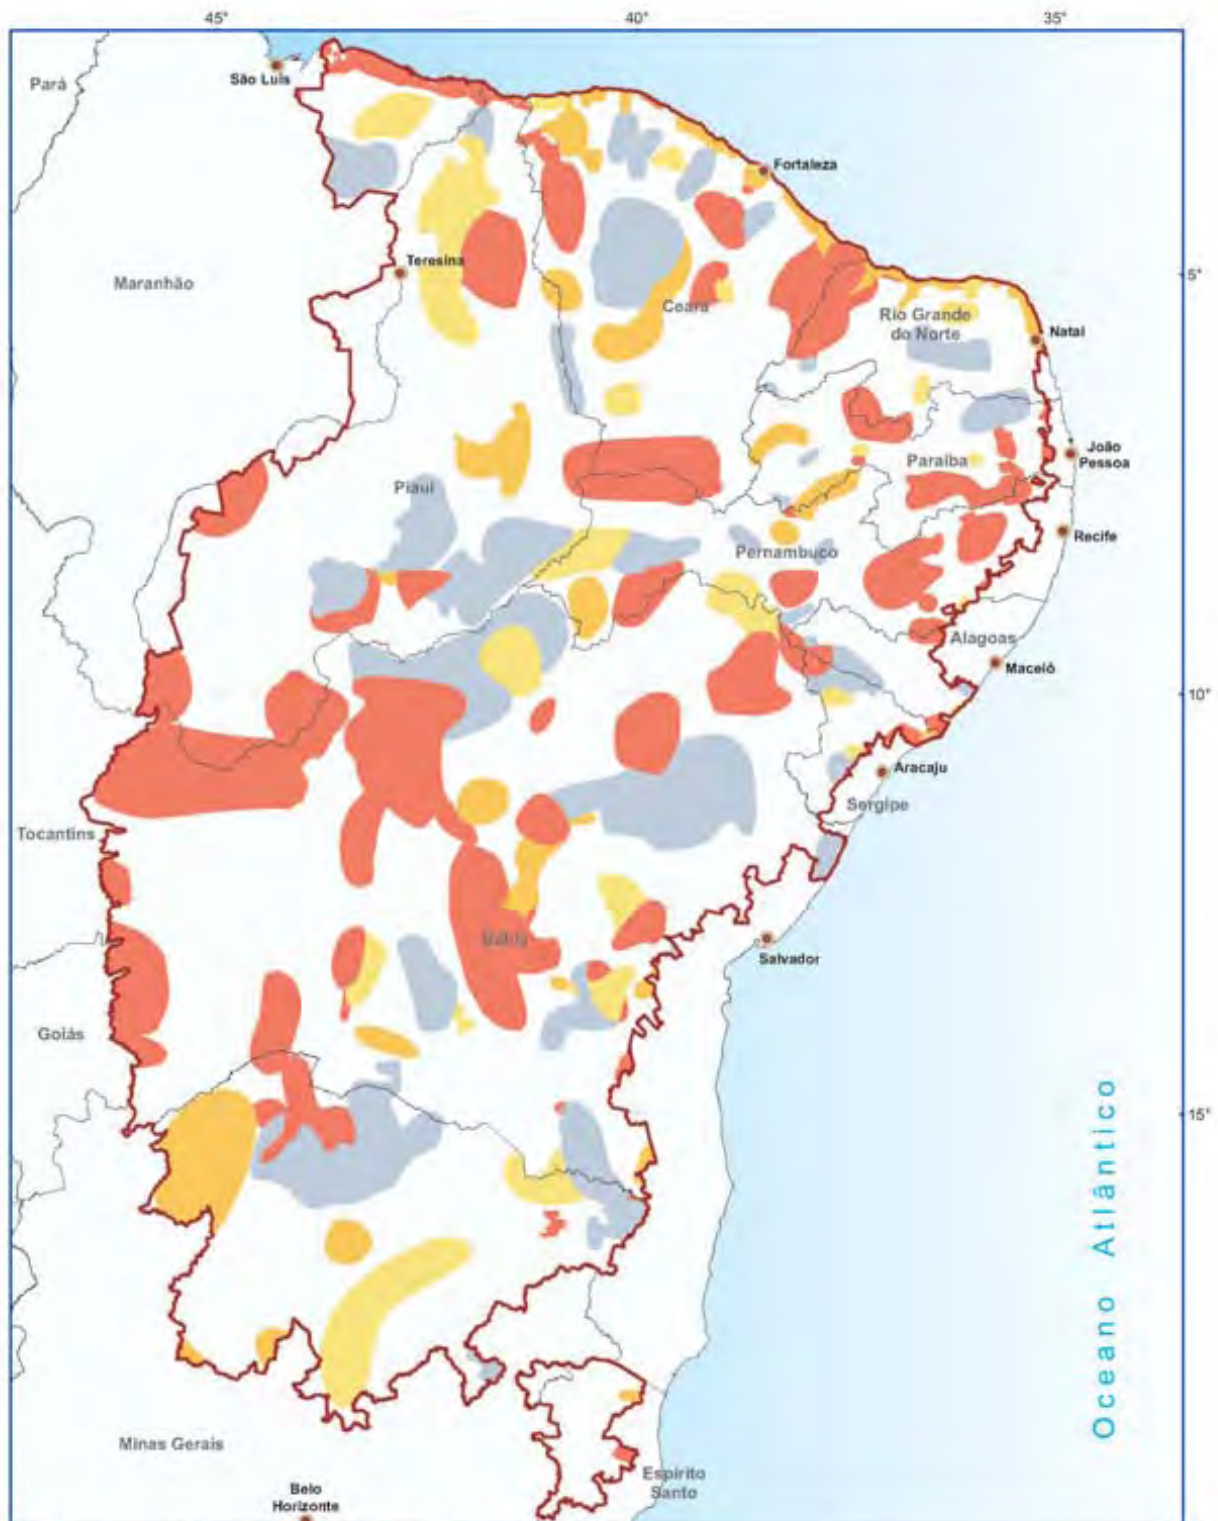 45°
40°
35°
São Luis
Pará
Fortaleza
Teresina
Maranhão
5°
Ceará
Rio Grande
do Norte
Natal
João
Pessoa
Paraíba
Piauí
Recife
Pernambuco
Alagoas
Maceió
10°
Aracaju
Sergipe
Tocantins
Bahia
Salvador
Goiás
15°
Oceano Atlântico
Minas Gerais
Espírito
Santo
Belo
Horizonte